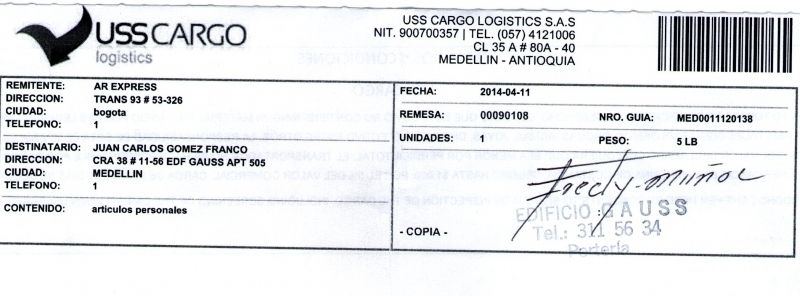 USS CARGO
logistics
USS CARGO LOGISTICS S.A.S
NIT. 900700357 | TEL. (057) 4121006
CL 35 A # 80A - 40
MEDELLIN - ANTIOQUIA
REMITENTE: AR EXPRESS
DIRECCION: TRANS 93 # 53-326
CIUDAD: bogota
TELEFONO: 1
DESTINATARIO: JUAN CARLOS GOMEZ FRANCO
DIRECCION: CRA 38 # 11-56 EDF GAUSS APT 505
CIUDAD: MEDELLIN
TELEFONO: 1
CONTENIDO: articulos personales
FECHA: 2014-04-11
REMESA: 00090108 NRO. GUIA: MED0011120138
UNIDADES: 1 PESO: 5 LB
Fredy muñoz
EDIFICIO GAUSS
Tel.: 311 56 34
Portería
- COPIA -